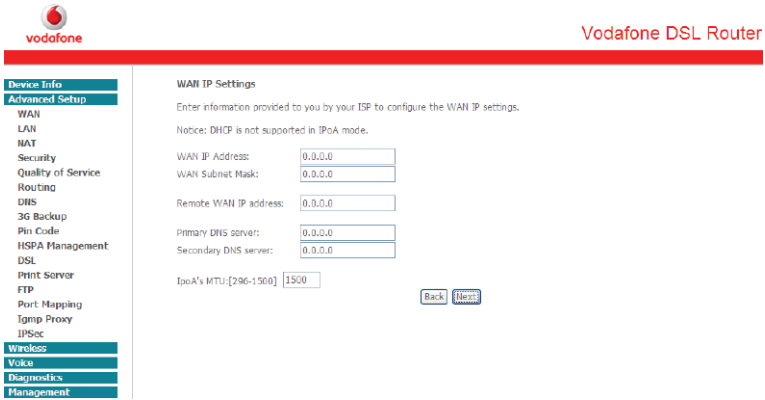 vodafone
Vodafone DSL Router
Device Info
Advanced Setup
WAN
LAN
NAT
Security
Quality of Service
Routing
DNS
3G Backup
Pin Code
HSPA Management
DSL
Print Server
FTP
Port Mapping
Igmp Proxy
IPSec
Wireless
Voice
Diagnostics
Management
WAN IP Settings
Enter information provided to you by your ISP to configure the WAN IP settings.
Notice: DHCP is not supported in IPoA mode.
WAN IP Address: 0.0.0.0
WAN Subnet Mask: 0.0.0.0
Remote WAN IP address: 0.0.0.0
Primary DNS server: 0.0.0.0
Secondary DNS server: 0.0.0.0
IpoA's MTU:[296-1500] 1500
Back Next